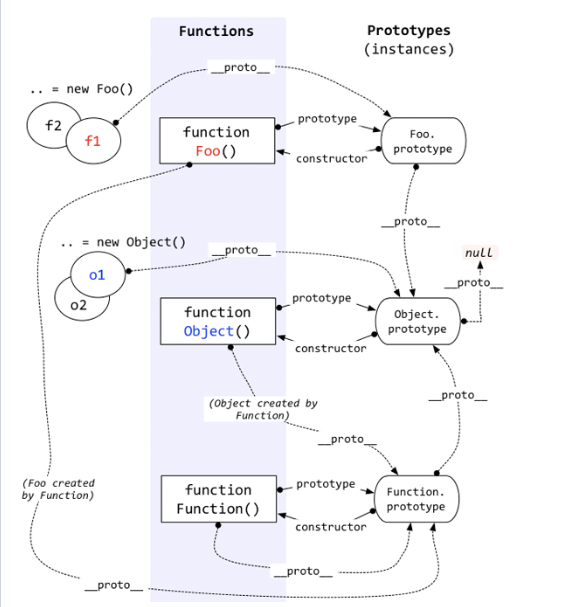 Functions
Prototypes
(instances)
.. = new Foo()
__proto__
f2
f1
function
Foo()
prototype
constructor
Foo.
prototype
__proto__
.. = new Object()
__proto__
o1
o2
null
__proto__
function
Object()
prototype
constructor
Object.
prototype
(Object created by
Function)
__proto__
__proto__
(Foo created
by Function)
function
Function()
prototype
constructor
Function.
prototype
__proto__
__proto__